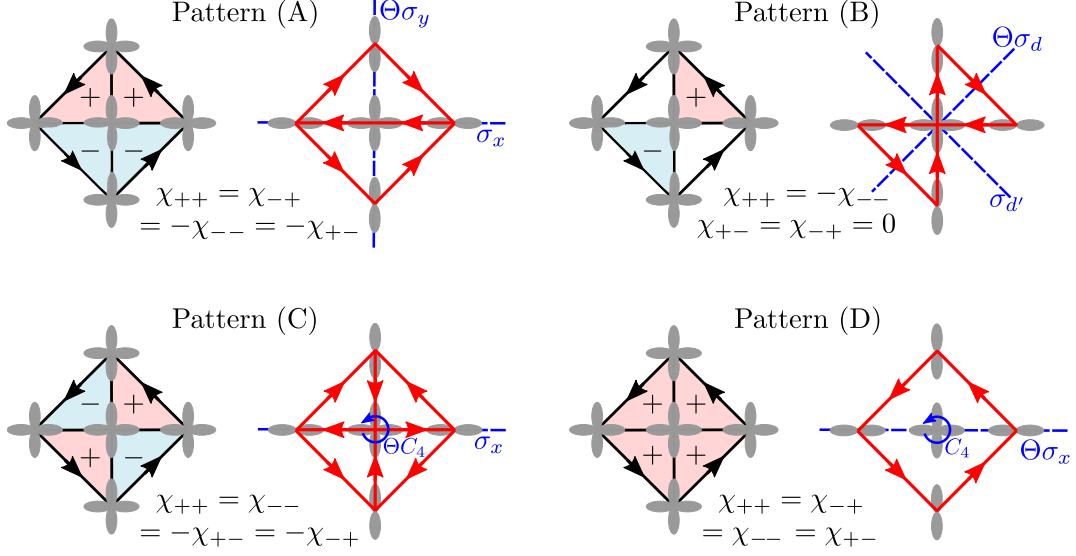 Pattern (A)
Θσ_y
+ +
− −
σ_x
χ_{++} = χ_{−+}
= −χ_{−−} = −χ_{+−}
Pattern (B)
Θσ_d
+
−
σ_{d′}
χ_{++} = −χ_{−−}
χ_{+−} = χ_{−+} = 0
Pattern (C)
− +
+ −
ΘC_4
σ_x
χ_{++} = χ_{−−}
= −χ_{+−} = −χ_{−+}
Pattern (D)
+ +
+ +
C_4
Θσ_x
χ_{++} = χ_{−+}
= χ_{−−} = χ_{+−}